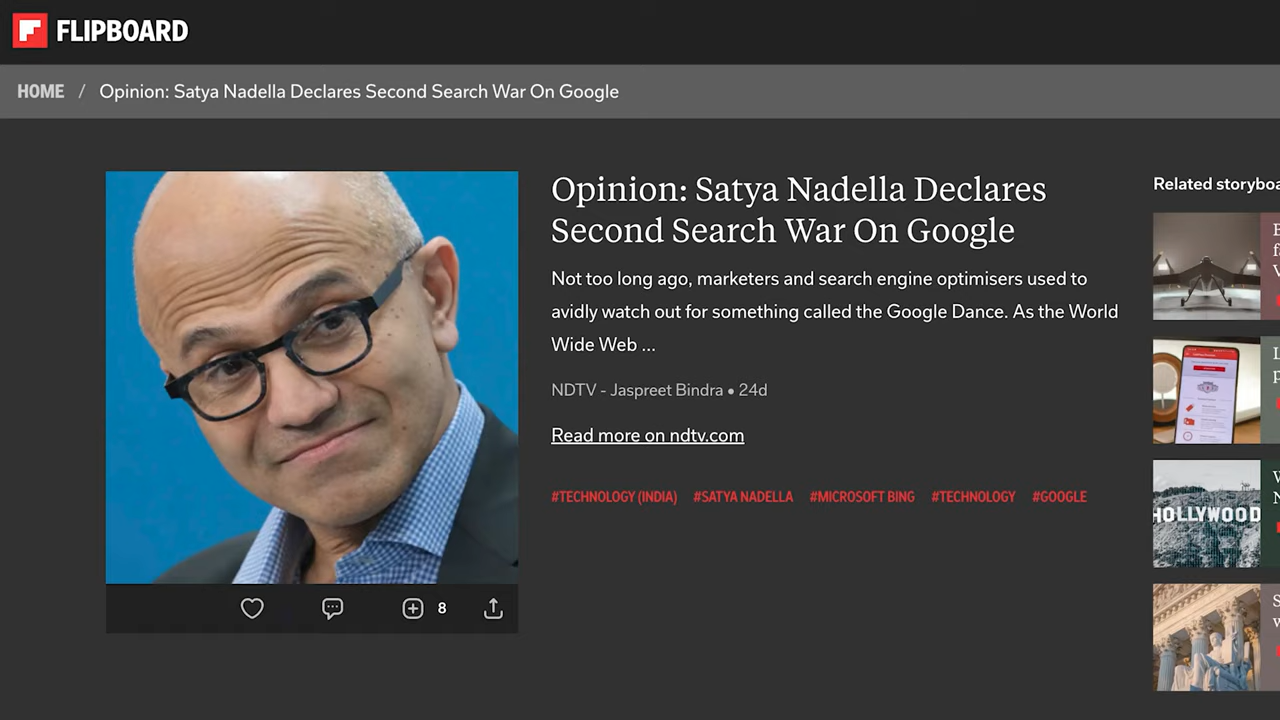 FLIPBOARD
HOME / Opinion: Satya Nadella Declares Second Search War On Google
Opinion: Satya Nadella Declares
Second Search War On Google
Not too long ago, marketers and search engine optimisers used to
avidly watch out for something called the Google Dance. As the World
Wide Web ...
NDTV - Jaspreet Bindra • 24d
Read more on ndtv.com
#TECHNOLOGY (INDIA) #SATYA NADELLA #MICROSOFT BING #TECHNOLOGY #GOOGLE
8
Related
HOLLYWOOD